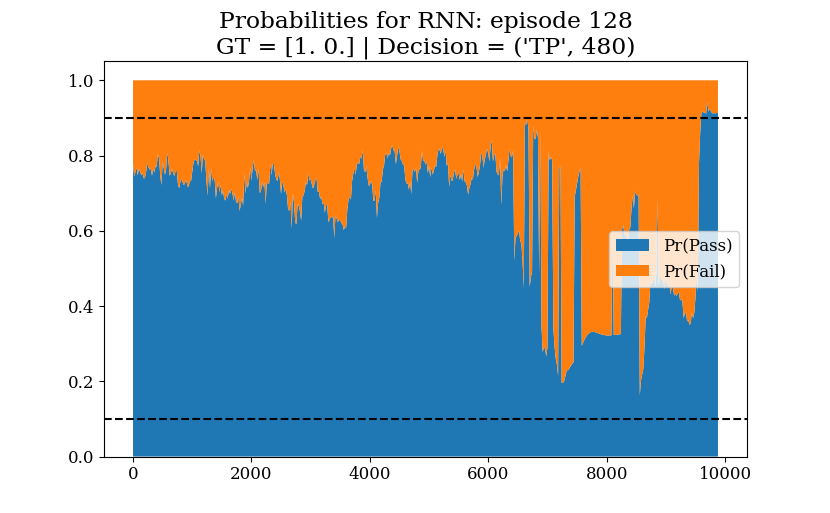 Probabilities for RNN: episode 128
GT = [1. 0.] | Decision = ('TP', 480)
1.0
0.8
0.6
0.4
0.2
0.0
Pr(Pass)
Pr(Fail)
0 2000 4000 6000 8000 10000